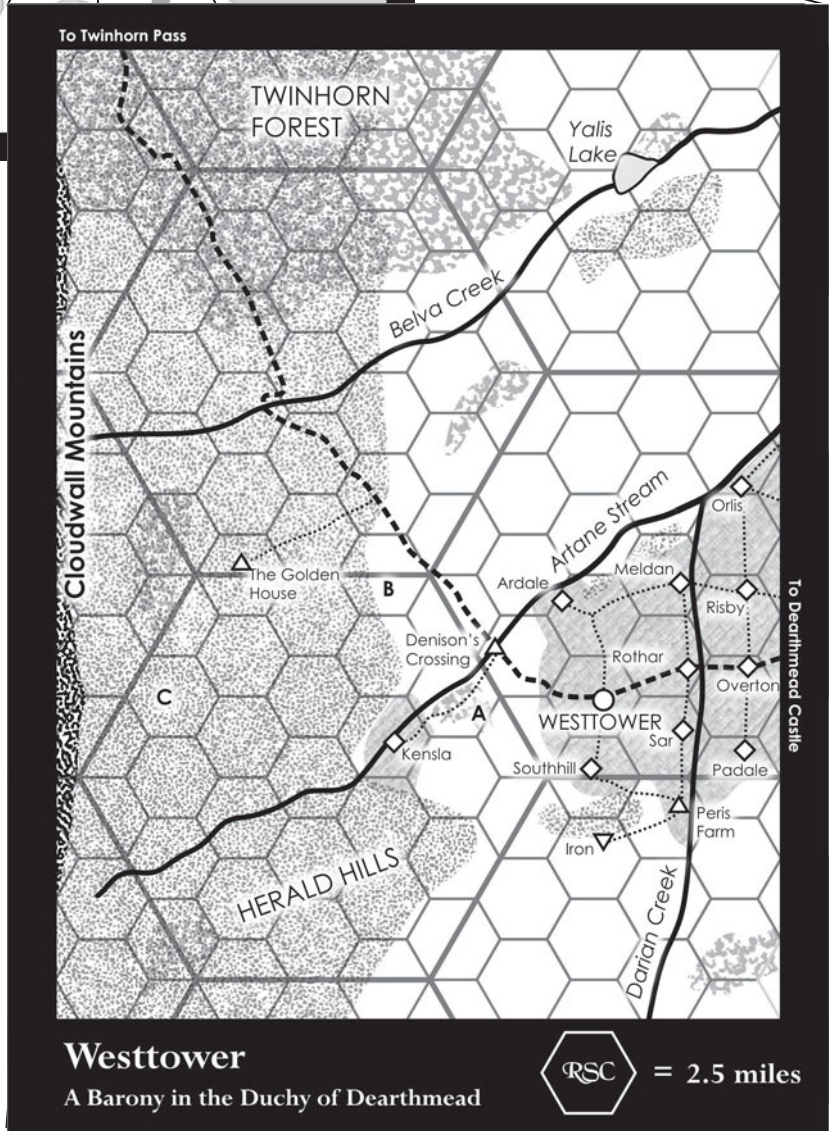 To Twinhorn Pass
TWINHORN
FOREST
Yalis
Lake
Belva Creek
Cloudwall Mountains
Artane Stream
Orlis
The Golden
House
B
Ardale
Meldan
Risby
To Dearthmead Castle
Denison's
Crossing
Rothar
C
A
Overton
WESTTOWER
Sar
Kensla
Southhill
Padale
Peris
Farm
Iron
HERALD HILLS
Darian Creek
Westtower
A Barony in the Duchy of Dearthmead
RSC = 2.5 miles